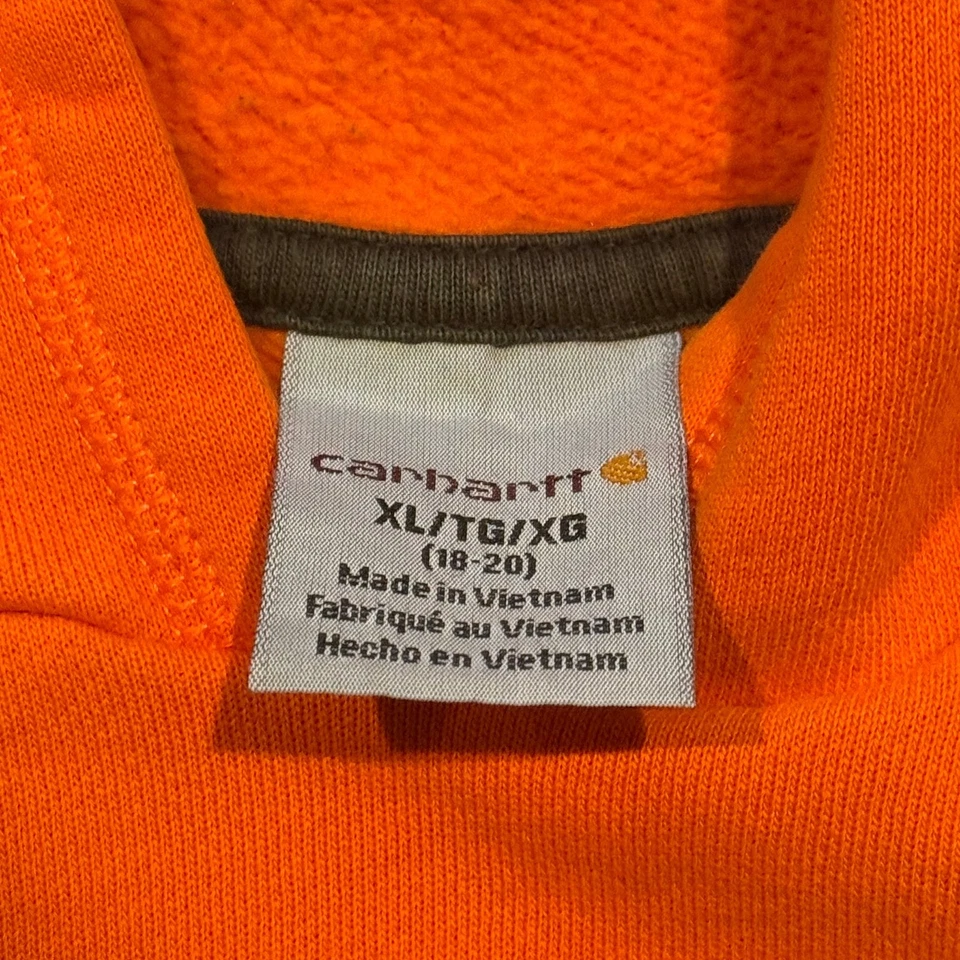 carhartt
XL/TG/XG
(18-20)
Made in Vietnam
Fabriqué au Vietnam
Hecho en Vietnam